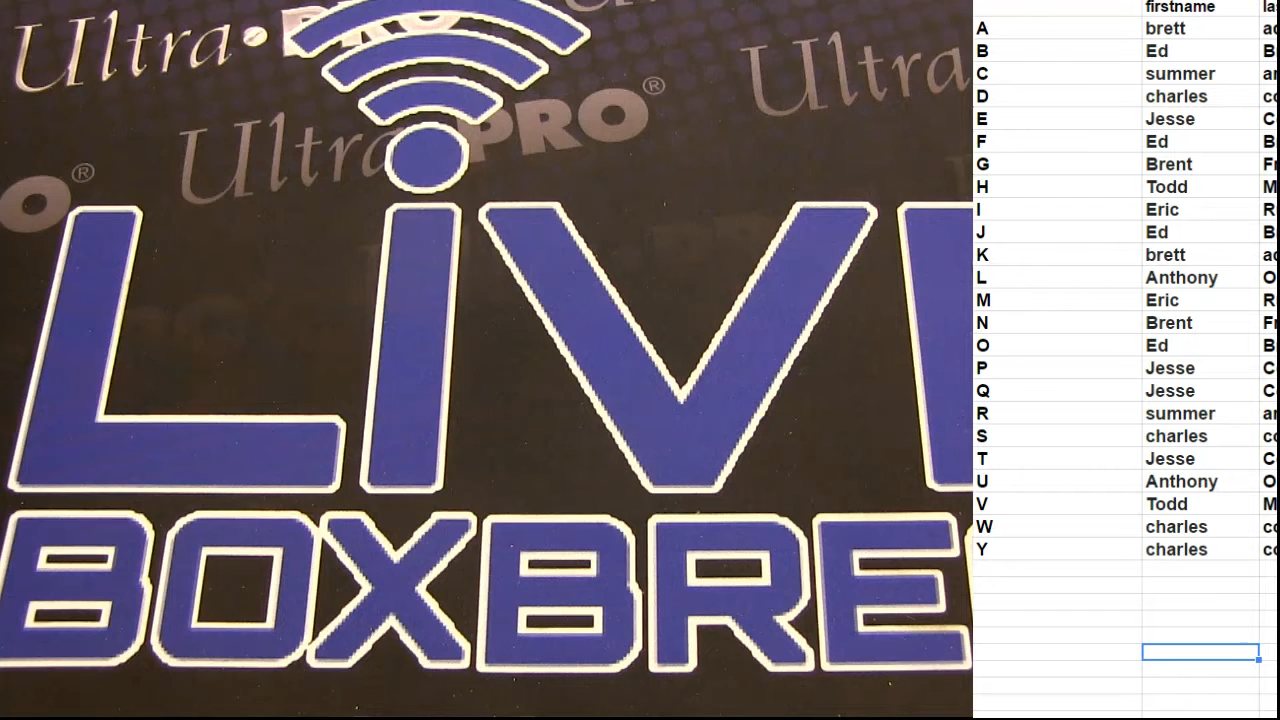 Ultra•PRO
Ultra
Ultra PRO®
O®
LiV
BOXBRE
firstname
A brett
B Ed
C summer
D charles
E Jesse
F Ed
G Brent
H Todd
I Eric
J Ed
K brett
L Anthony
M Eric
N Brent
O Ed
P Jesse
Q Jesse
R summer
S charles
T Jesse
U Anthony
V Todd
W charles
Y charles